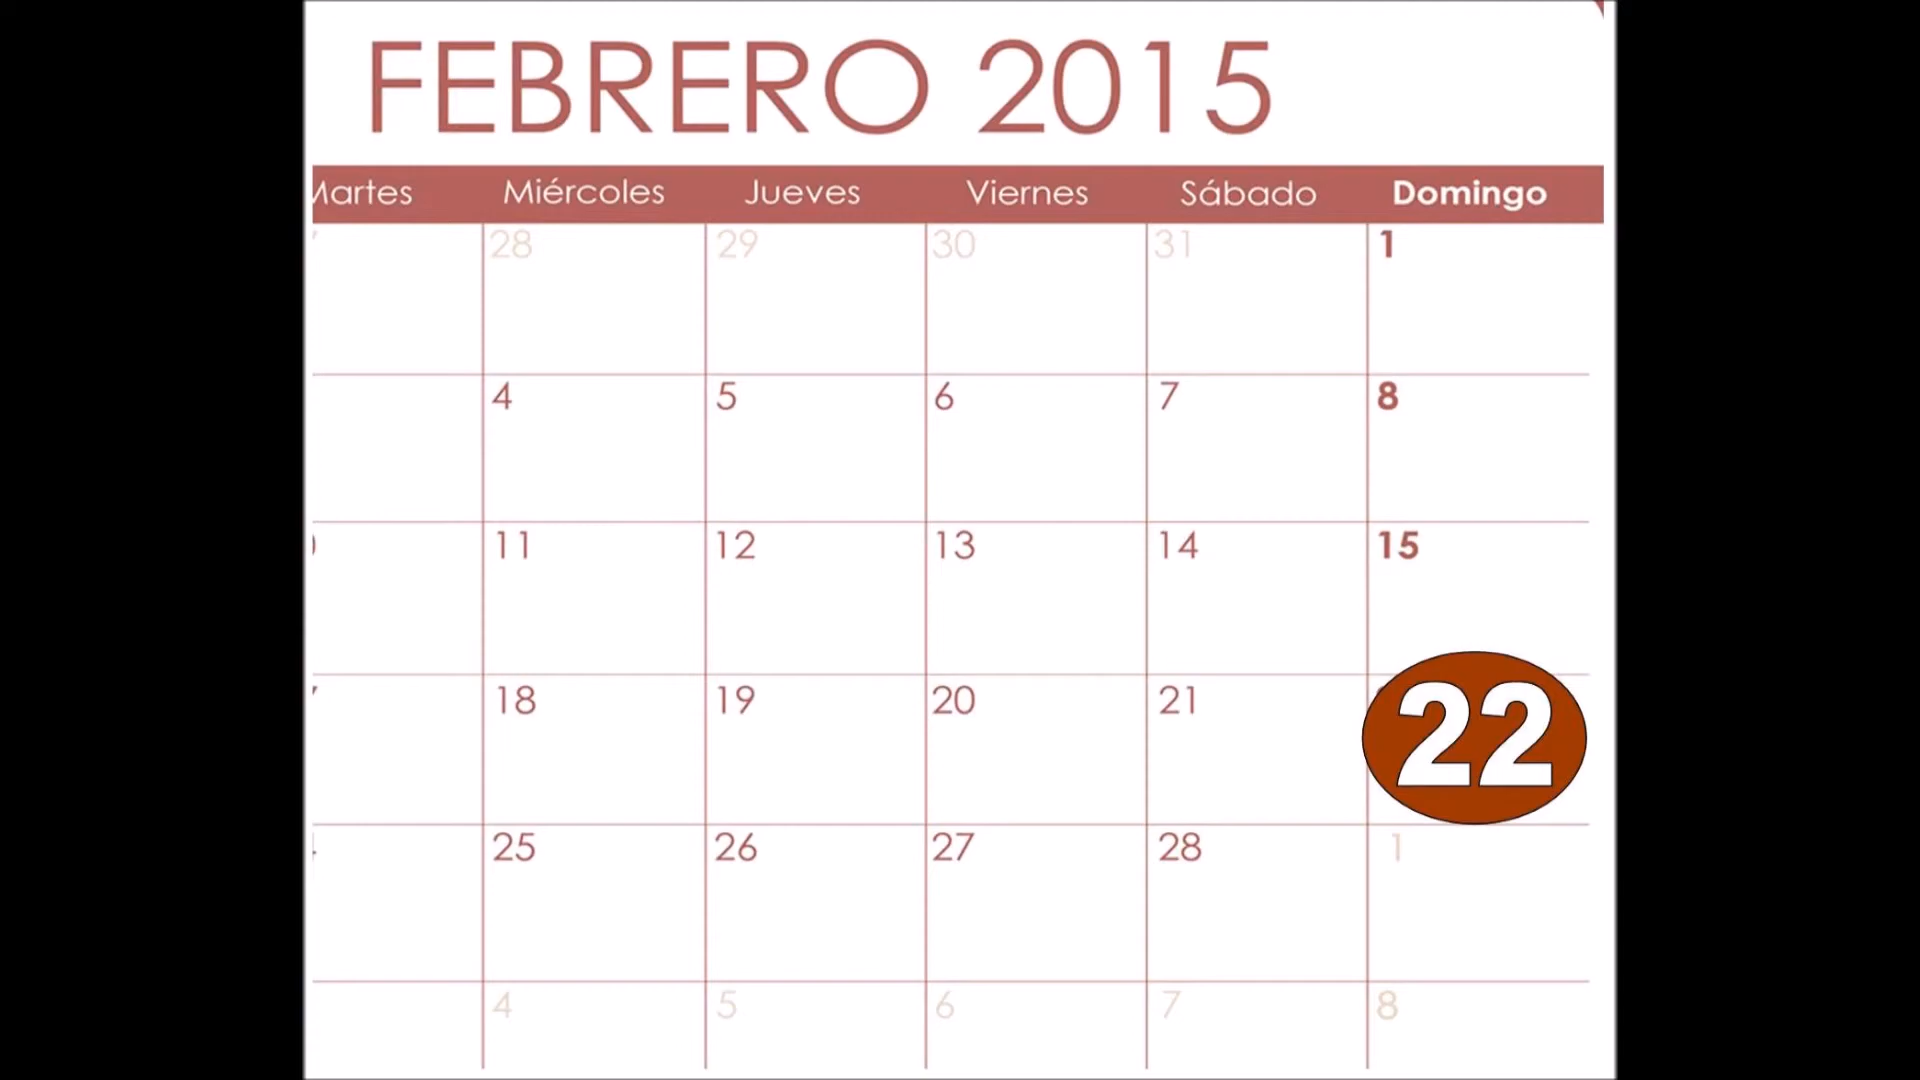 FEBRERO 2015
Martes Miércoles Jueves Viernes Sábado Domingo
28 29 30 31 1
4 5 6 7 8
11 12 13 14 15
18 19 20 21 22
25 26 27 28 1
4 5 6 7 8